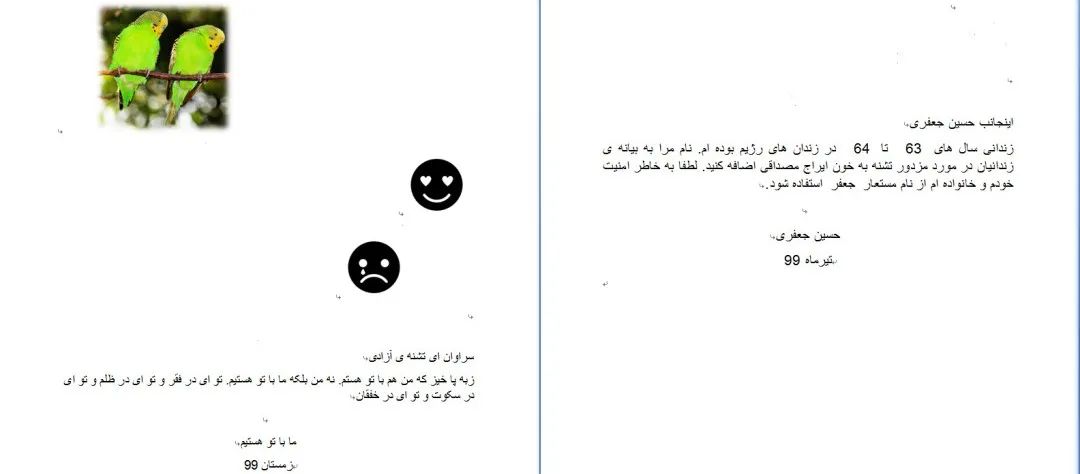 سراوان ای تشنه ی آزادی
زبه پا خیز که من هم با تو هستم. نه من بلکه ما با تو هستیم. تو ای در فقر و تو ای در ظلم و تو ای
در سکوت و تو ای در خفقان
ما با تو هستیم
زمستان 99
اینجانب حسین جعفری
زندانی سال های 63 تا 64 در زندان های رژیم بوده ام. نام مرا به بیانه ی
زندانیان در مورد مزدور تشنه به خون ایراج مصداقی اضافه کنید. لطفا به خاطر امنیت
خودم و خانواده ام از نام مستعار جعفر استفاده شود.
حسین جعفری
تیرماه 99